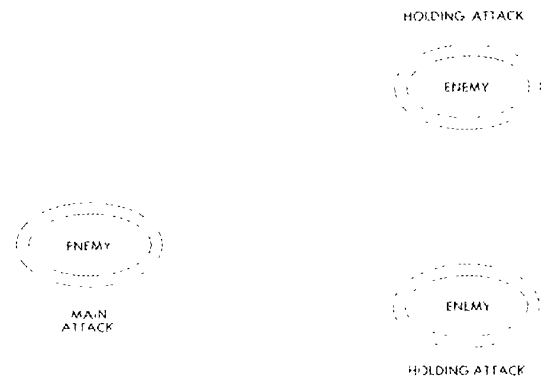 HOLDING ATTACK
ENEMY
ENEMY
MAIN
ATTACK
ENEMY
HOLDING ATTACK